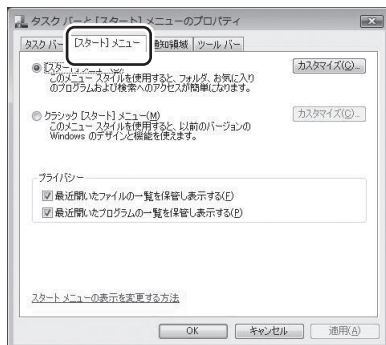 タスク バーと [スタート] メニューのプロパティ
タスク バー [スタート] メニュー 通知領域 ツール バー
[スタート] メニュー(S) カスタマイズ(C)...
このメニュー スタイルを使用すると、フォルダ、お気に入り
のプログラムおよび検索へのアクセスが簡単になります。
クラシック [スタート] メニュー(M) カスタマイズ(C)...
このメニュー スタイルを使用すると、以前のバージョンの
Windows のデザインと機能を使えます。
プライバシー
最近開いたファイルの一覧を保管し表示する(F)
最近開いたプログラムの一覧を保管し表示する(P)
スタート メニューの表示を変更する方法
OK キャンセル 適用(A)